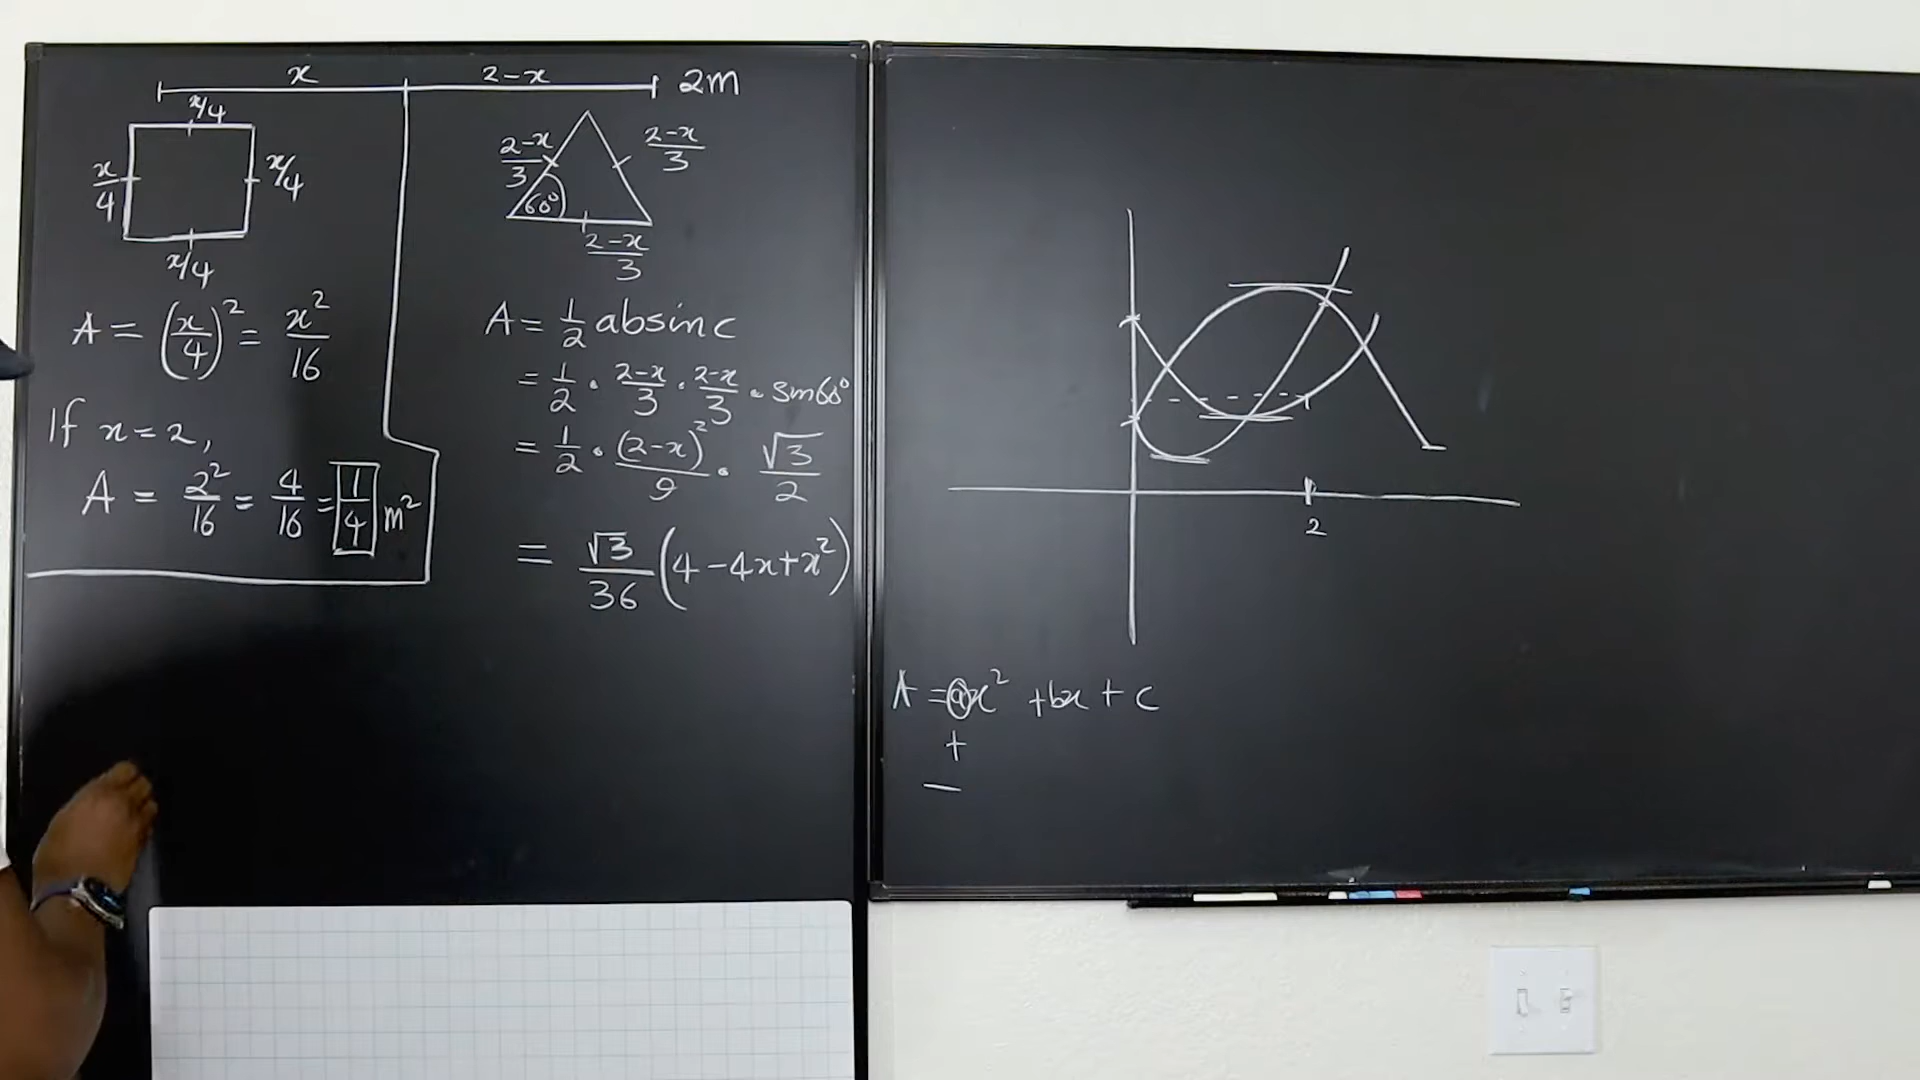 x 2-x 2m
x/4
x/4 x/4
x/4
A = (x/4)² = x²/16
If x = 2,
A = 2²/16 = 4/16 = 1/4 m²
2-x/3 2-x/3
60°
2-x/3
A = 1/2 absinc
= 1/2 · 2-x/3 · 2-x/3 · sin60°
= 1/2 · (2-x)²/9 · √3/2
= √3/36 (4-4x+x²)
2
A = ax² + bx + c
+
−